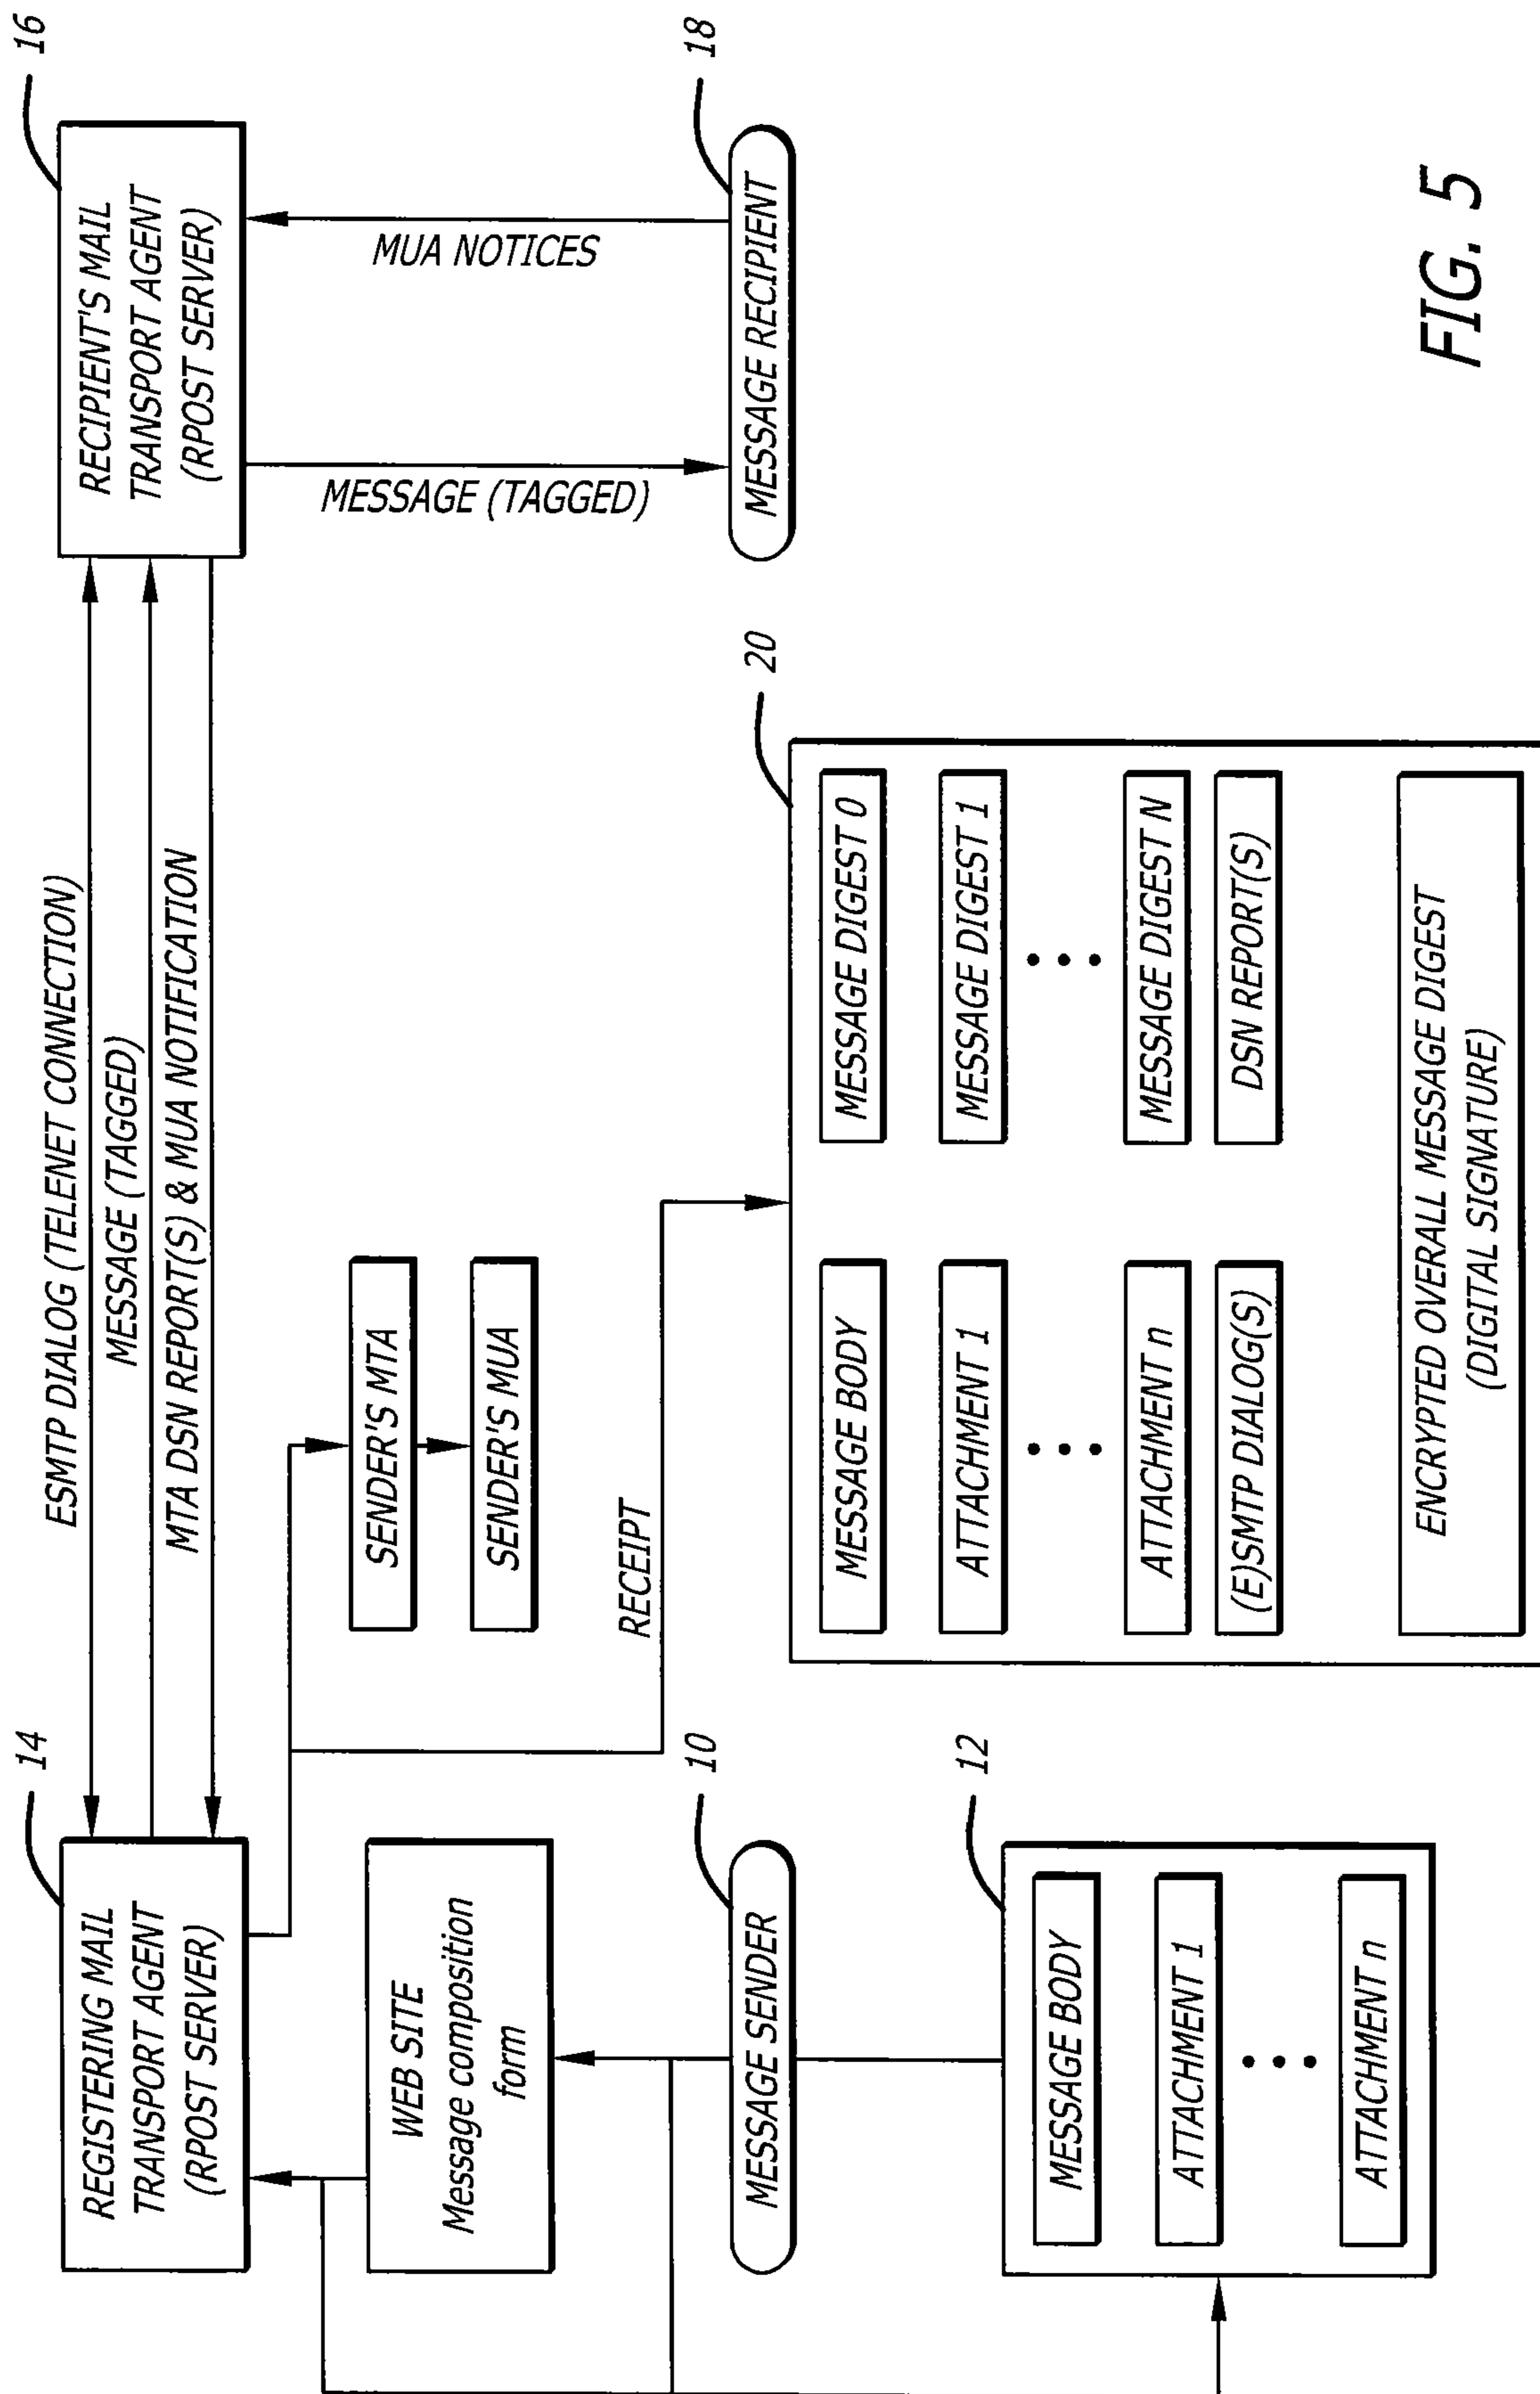 14
REGISTERING MAIL
TRANSPORT AGENT
(RPOST SERVER)
ESMTP DIALOG (TELENET CONNECTION)
MESSAGE (TAGGED)
MTA DSN REPORT(S) & MUA NOTIFICATION
16
RECIPIENT'S MAIL
TRANSPORT AGENT
(RPOST SERVER)
WEB SITE
Message composition
form
SENDER'S MTA
SENDER'S MUA
RECEIPT
MESSAGE (TAGGED)
MUA NOTICES
10
MESSAGE SENDER
18
MESSAGE RECIPIENT
12
MESSAGE BODY
ATTACHMENT 1
ATTACHMENT n
20
MESSAGE BODY
MESSAGE DIGEST 0
ATTACHMENT 1
MESSAGE DIGEST 1
ATTACHMENT n
MESSAGE DIGEST N
(E)SMTP DIALOG(S)
DSN REPORT(S)
ENCRYPTED OVERALL MESSAGE DIGEST
(DIGITAL SIGNATURE)
FIG. 5